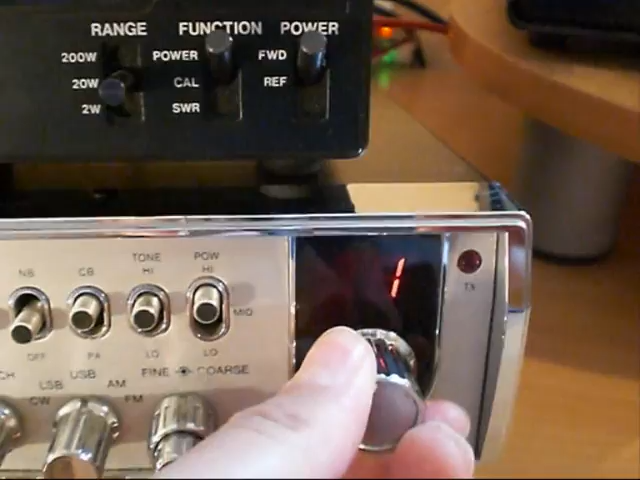 RANGE FUNCTION POWER
200W POWER FWD
20W CAL REF
2W SWR
NB CB TONE POW
HI HI
MID
OFF PA LO LO
CH LSB USB AM FINE COARSE
CW FM
1
TX